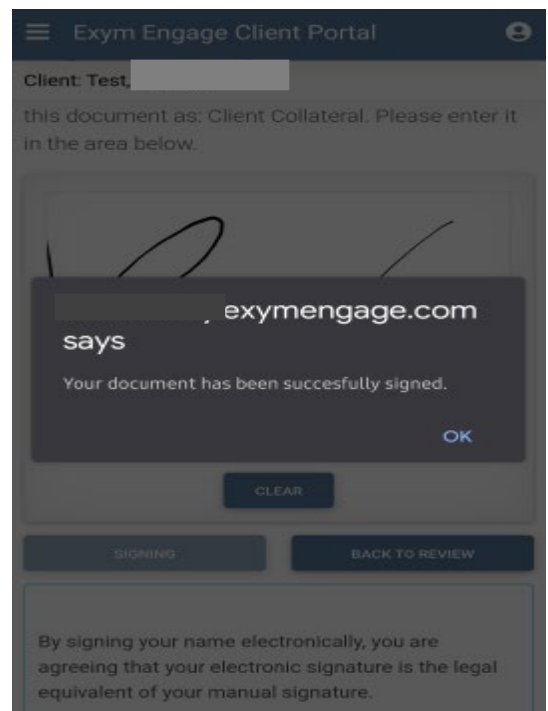 Exym Engage Client Portal
Client: Test,
this document as: Client Collateral. Please enter it
in the area below.
exymengage.com
says
Your document has been succesfully signed.
OK
CLEAR
SIGNING
BACK TO REVIEW
By signing your name electronically, you are
agreeing that your electronic signature is the legal
equivalent of your manual signature.